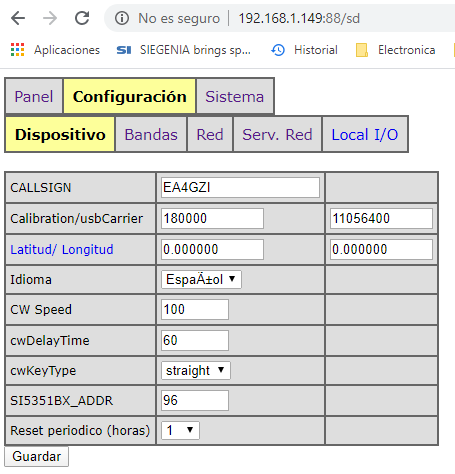 No es seguro | 192.168.1.149:88/sd
Aplicaciones SI SIEGENIA brings sp... Historial Electronica
Panel Configuración Sistema
Dispositivo Bandas Red Serv. Red Local I/O
CALLSIGN EA4GZI
Calibration/usbCarrier 180000 11056400
Latitud/ Longitud 0.000000 0.000000
Idioma EspaÃ±ol
CW Speed 100
cwDelayTime 60
cwKeyType straight
SI5351BX_ADDR 96
Reset periodico (horas) 1
Guardar